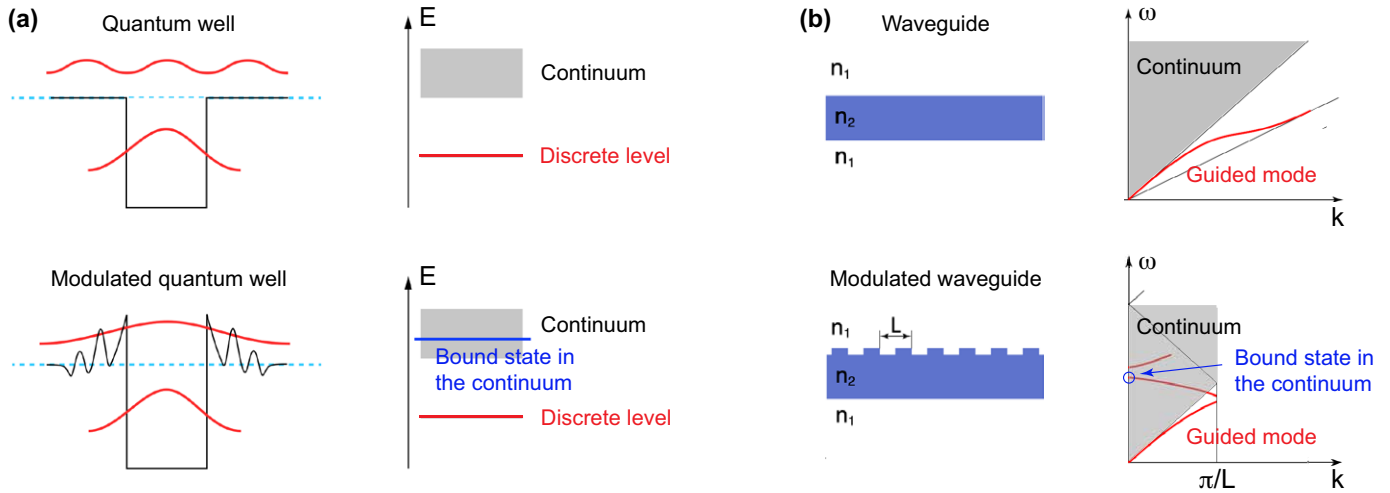 (a)
Quantum well
E
Continuum
Discrete level
Modulated quantum well
E
Continuum
Bound state in
the continuum
Discrete level
(b)
Waveguide
n₁
n₂
n₁
ω
Continuum
Guided mode
k
Modulated waveguide
n₁
L
n₂
n₁
ω
Continuum
Bound state in
the continuum
Guided mode
π/L
k